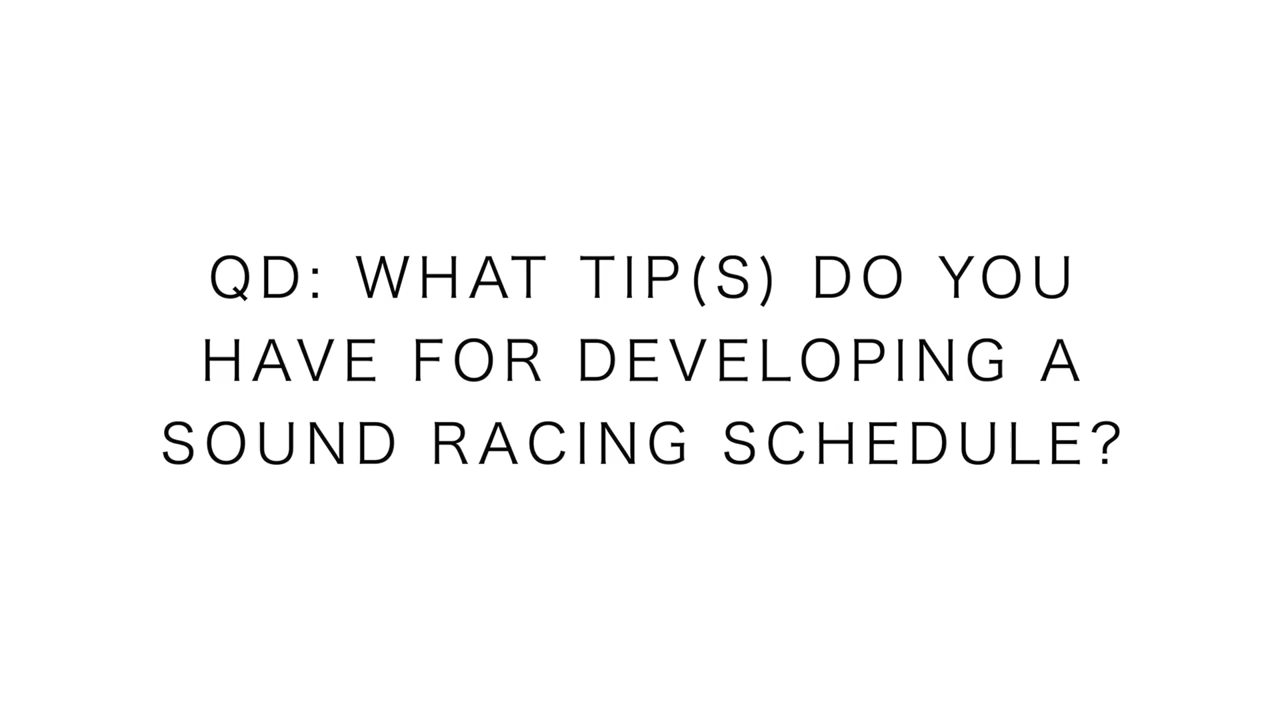 QD: WHAT TIP(S) DO YOU
HAVE FOR DEVELOPING A
SOUND RACING SCHEDULE?